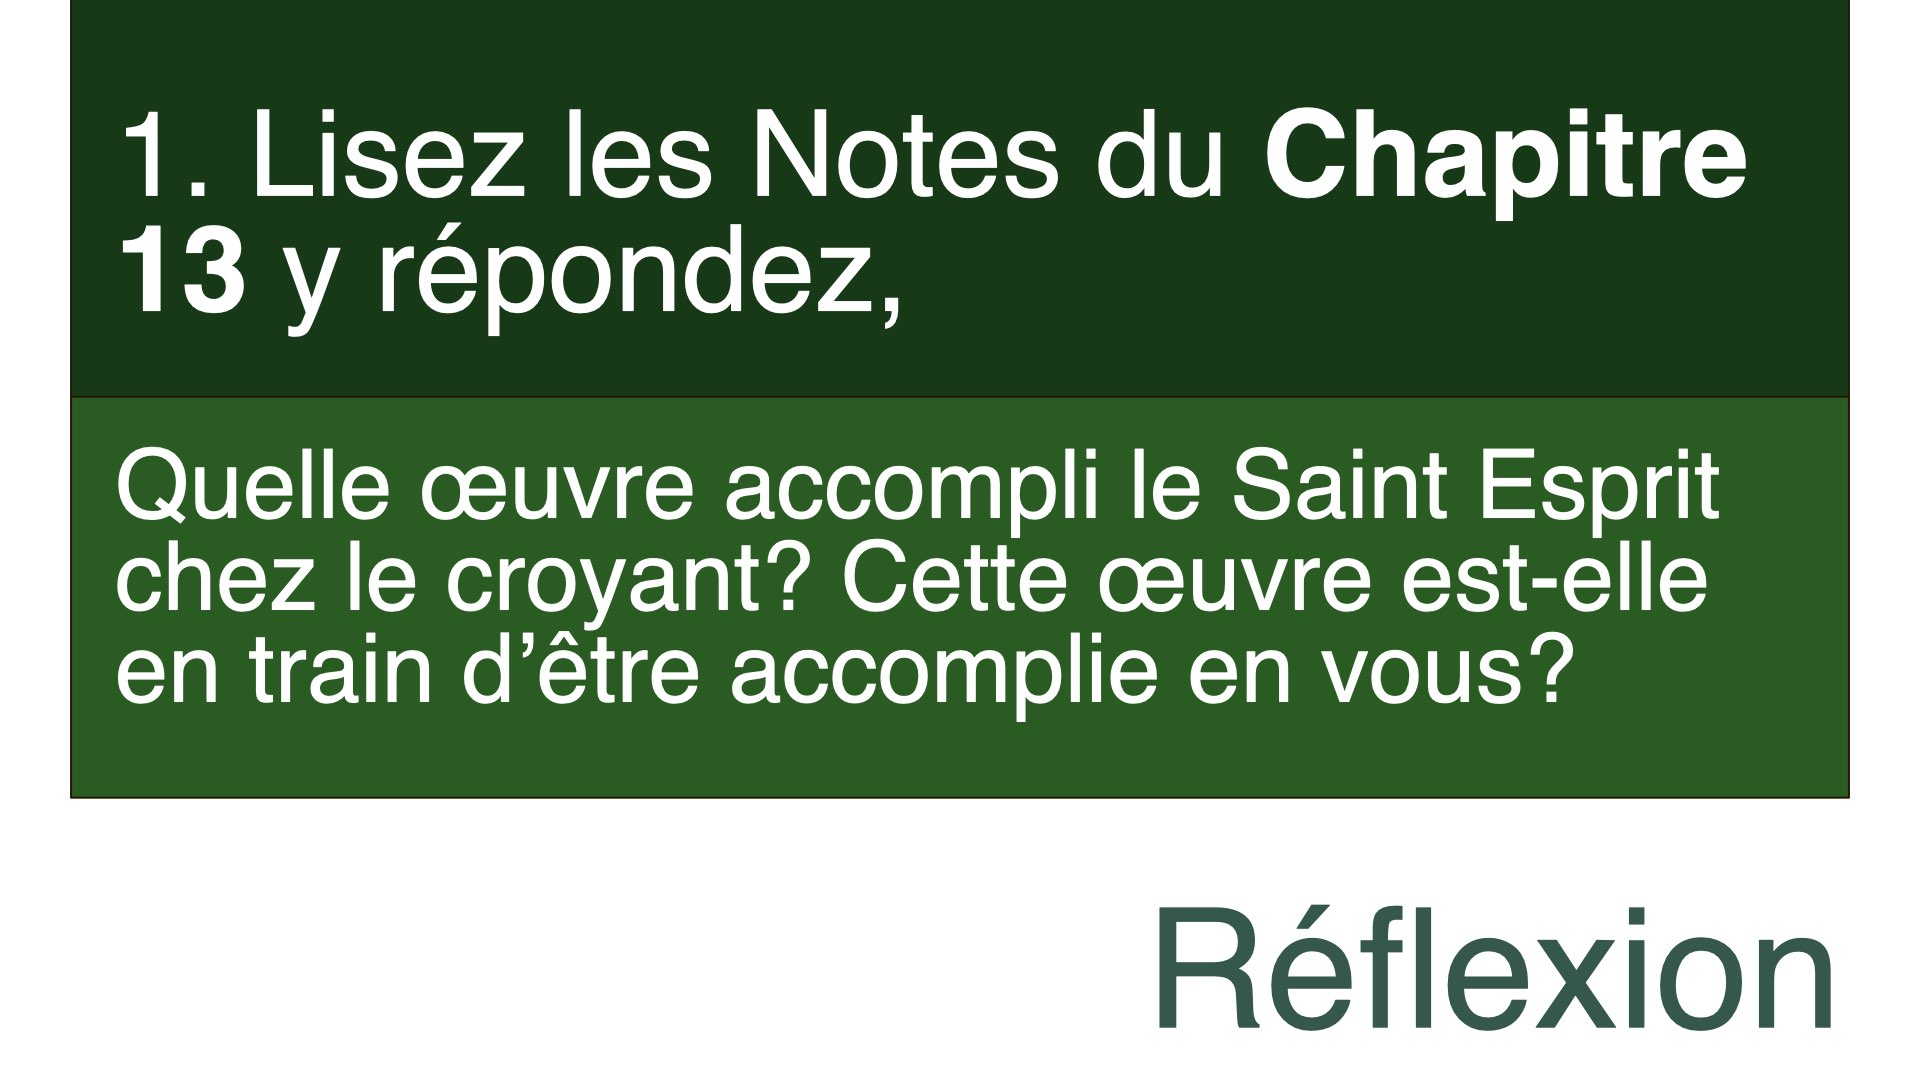 1. Lisez les Notes du Chapitre
13 y répondez,
Quelle œuvre accompli le Saint Esprit
chez le croyant? Cette œuvre est-elle
en train d’être accomplie en vous?
Réflexion